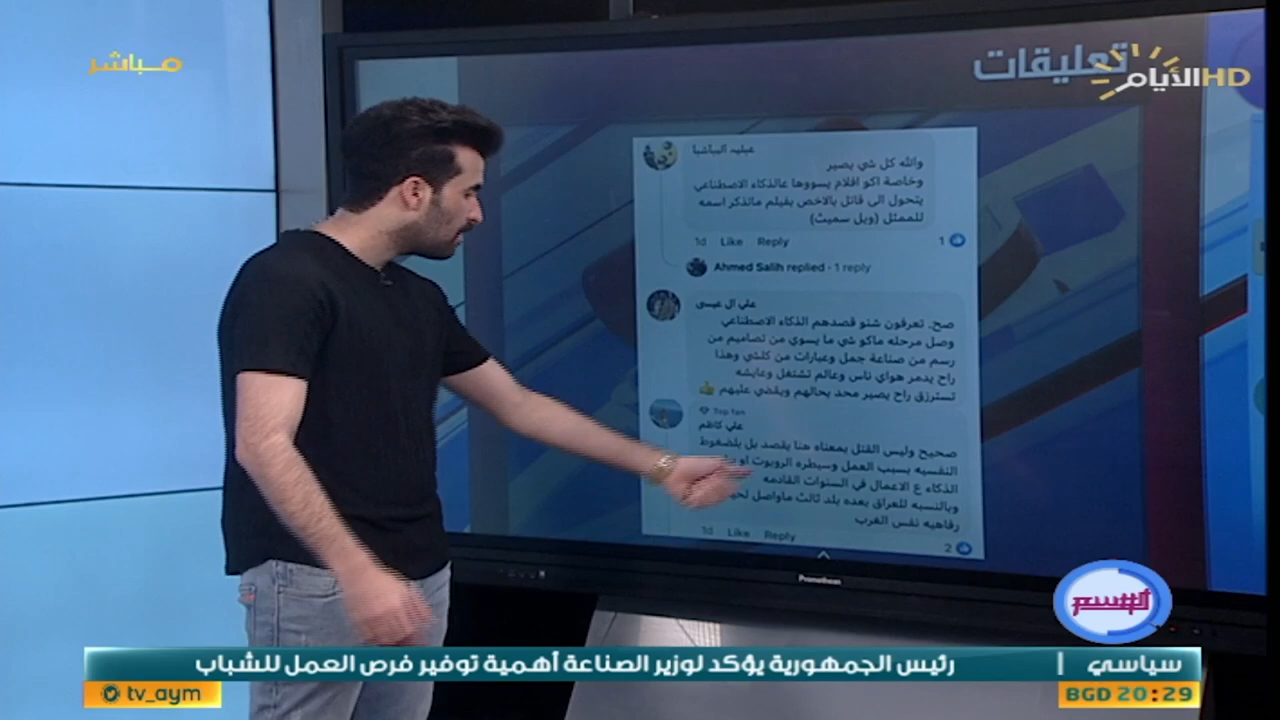 مباشر
تعليقات
الأيام HD
عبليه الباشا
والله كل شي يصير
وخاصة اكو افلام يسووها عالذكاء الاصطناعي
يتحول الى قاتل بالاخص بفيلم مالذكر اسمه
للممثل (ويل سميث)
1d Like Reply 1
Ahmed Salih replied · 1 reply
علي ال عيسى
صح. تعرفون شنو قصدهم الذكاء الاصطناعي
وصل مرحله ماكو شي ما يسوي من تصاميم من
رسم من صناعة جمل وعبارات من كلشي وهذا
راح يدمر هواي ناس وعالم تشتغل وعايشه
تسترزق راح يصير محد يحالهم ويقضي عليهم 👍
Top fan
علي كاظم
صحيح وليس القتل بمعناه هنا يقصد بل بلضغوط
النفسيه بسبب العمل وسيطره الروبوت او
الذكاء ع الاعمال في السنوات القادمه
وبالنسبه للعراق بعده بلد ثالث ماواصل
رفاهيه نفس الغرب
1d Like Reply 2
Promethean
سياسي | رئيس الجمهورية يؤكد لوزير الصناعة أهمية توفير فرص العمل للشباب
tv_aym
BGD 20:29